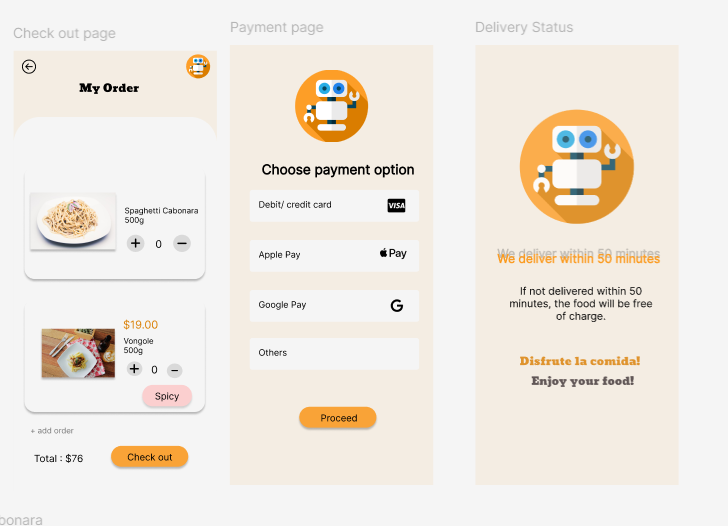 Check out page
My Order
Spaghetti Cabonara
500g
0
$19.00
Vongole
500g
0
Spicy
+ add order
Total : $76
Check out
Payment page
Choose payment option
Debit/ credit card
VISA
Apple Pay
Pay
Google Pay
G
Others
Proceed
Delivery Status
We deliver within 50 minutes
We deliver within 50 minutes
If not delivered within 50
minutes, the food will be free
of charge.
Disfrute la comida!
Enjoy your food!
bonara